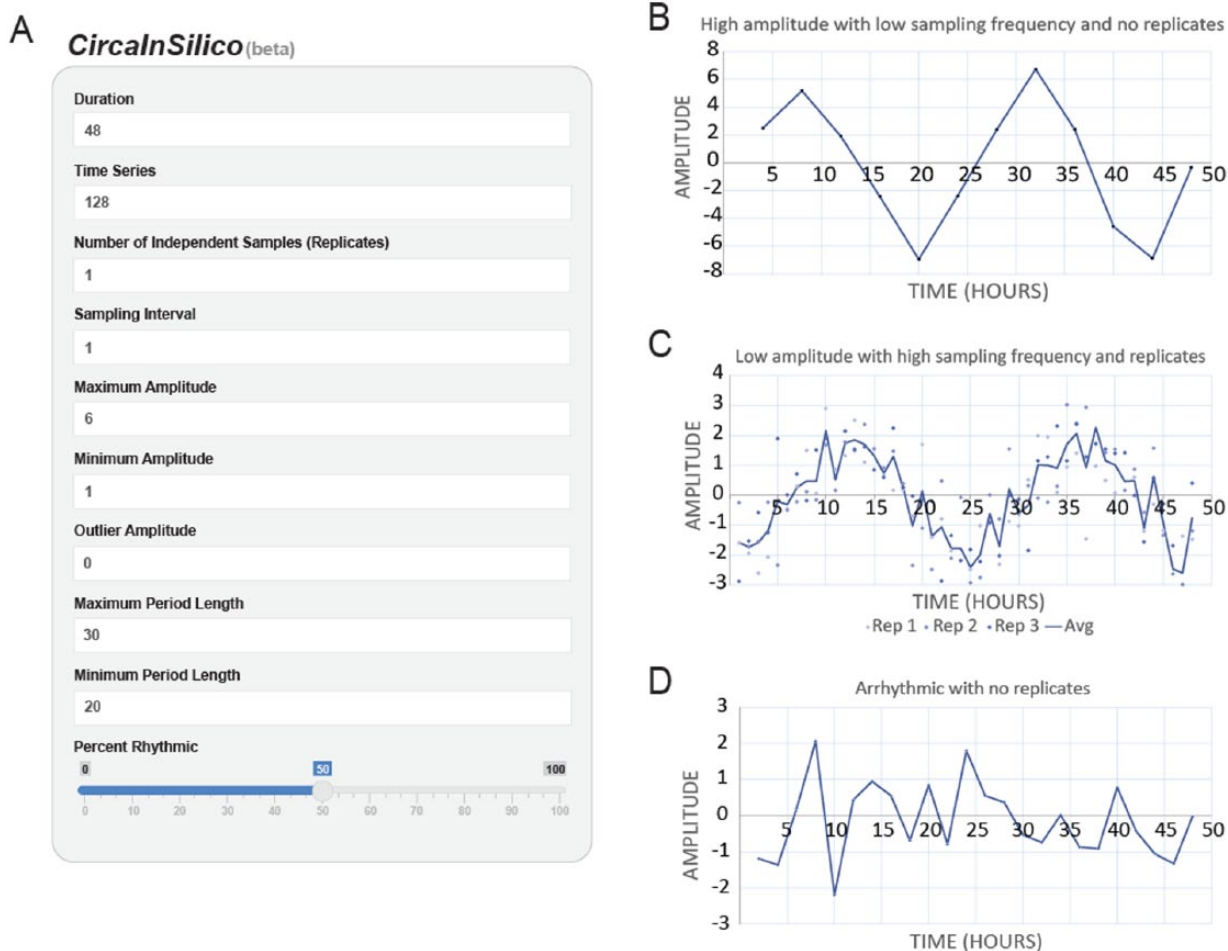 A
CircaInSilico (beta)
Duration
48
Time Series
128
Number of Independent Samples (Replicates)
1
Sampling Interval
1
Maximum Amplitude
6
Minimum Amplitude
1
Outlier Amplitude
0
Maximum Period Length
30
Minimum Period Length
20
Percent Rhythmic
0 50 100
0 10 20 30 40 50 60 70 80 90 100
B
High amplitude with low sampling frequency and no replicates
8
6
4
2
0
-2
-4
-6
-8
AMPLITUDE
5 10 15 20 25 30 35 40 45 50
TIME (HOURS)
C
Low amplitude with high sampling frequency and replicates
4
3
2
1
0
-1
-2
-3
AMPLITUDE
5 10 15 20 25 30 35 40 45 50
TIME (HOURS)
Rep 1 Rep 2 Rep 3 Avg
D
Arrhythmic with no replicates
3
2
1
0
-1
-2
-3
AMPLITUDE
5 10 15 20 25 30 35 40 45 50
TIME (HOURS)